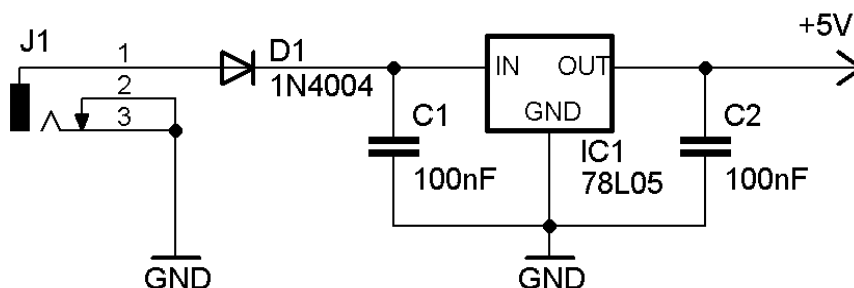 J1
1
2
3
D1
1N4004
C1
100nF
IN OUT
GND
IC1
78L05
C2
100nF
+5V
GND
GND